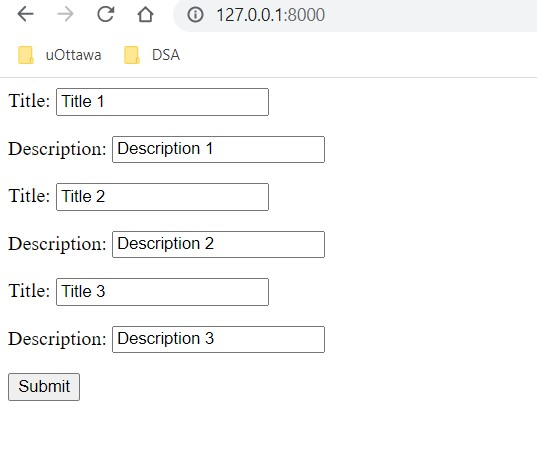 127.0.0.1:8000
uOttawa DSA
Title: Title 1
Description: Description 1
Title: Title 2
Description: Description 2
Title: Title 3
Description: Description 3
Submit